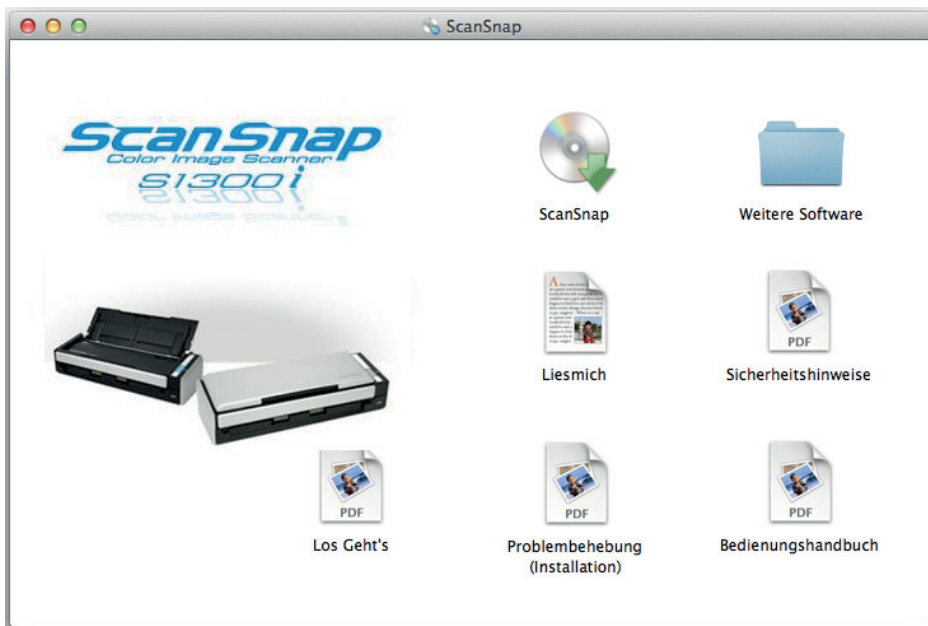 ScanSnap
ScanSnap
Color Image Scanner
S1300i
ScanSnap
Weitere Software
Liesmich
Sicherheitshinweise
PDF
Los Geht's
PDF
Problembehebung
(Installation)
PDF
Bedienungshandbuch
PDF